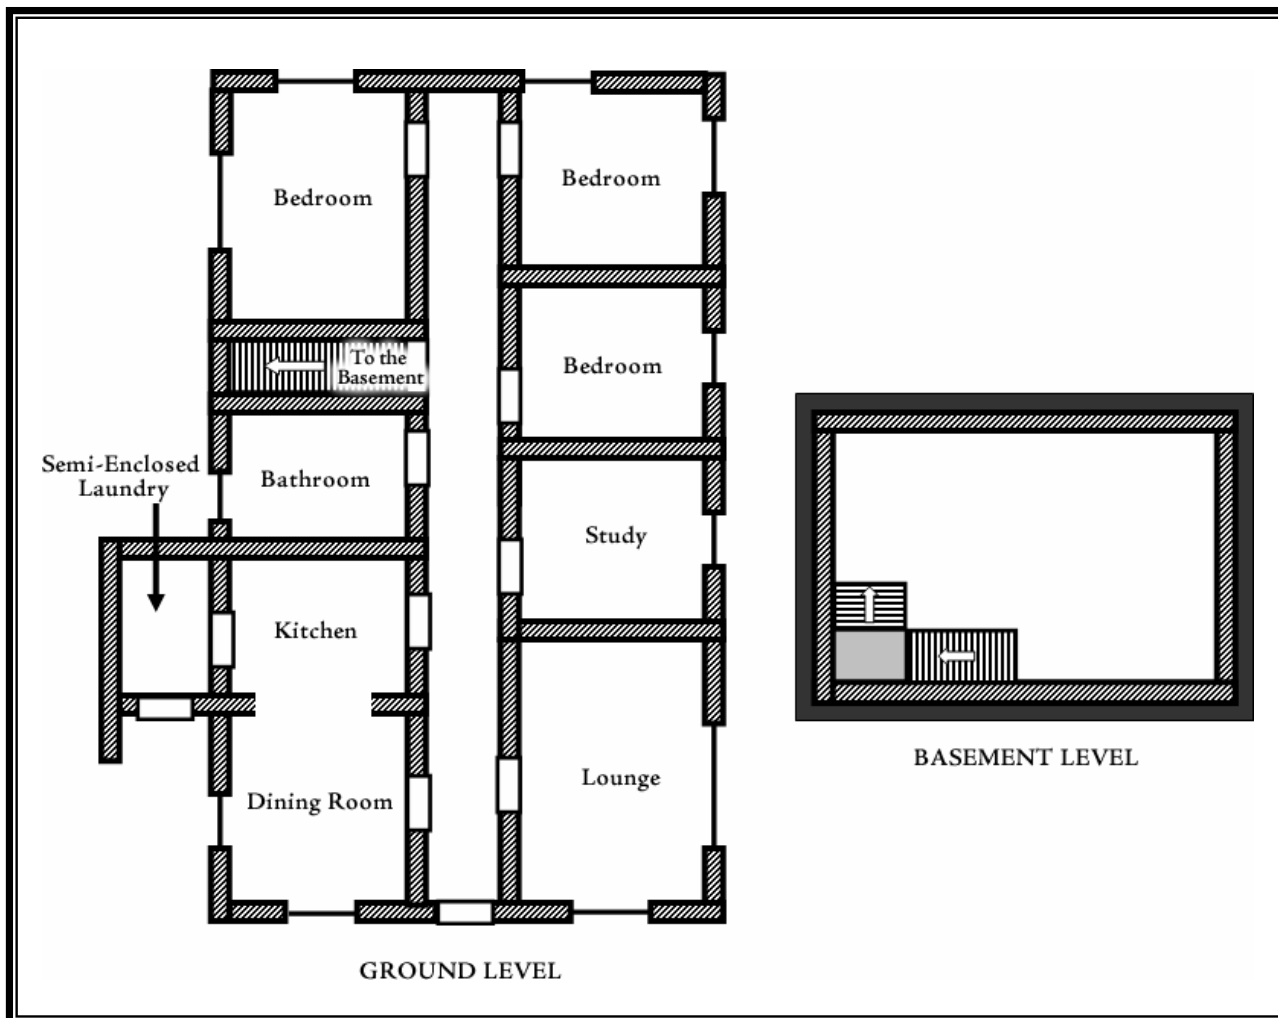 Bedroom
Bedroom
To the
Basement
Bedroom
Semi-Enclosed
Laundry
Bathroom
Study
Kitchen
Dining Room
Lounge
GROUND LEVEL
BASEMENT LEVEL